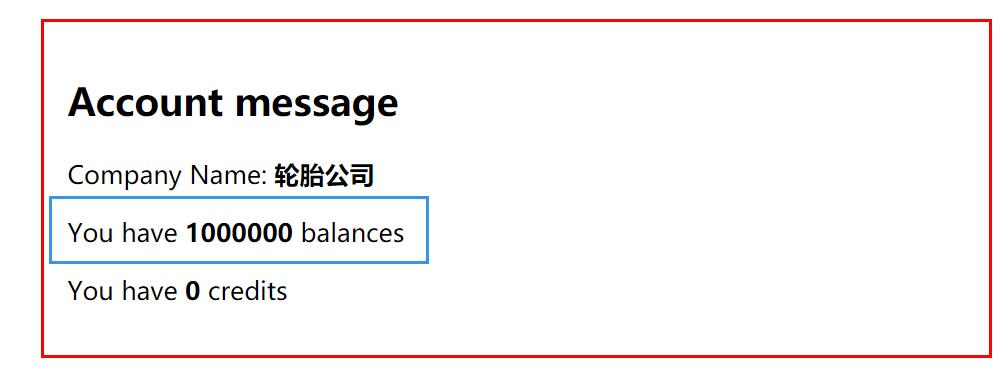 Account message
Company Name: 轮胎公司
You have 1000000 balances
You have 0 credits